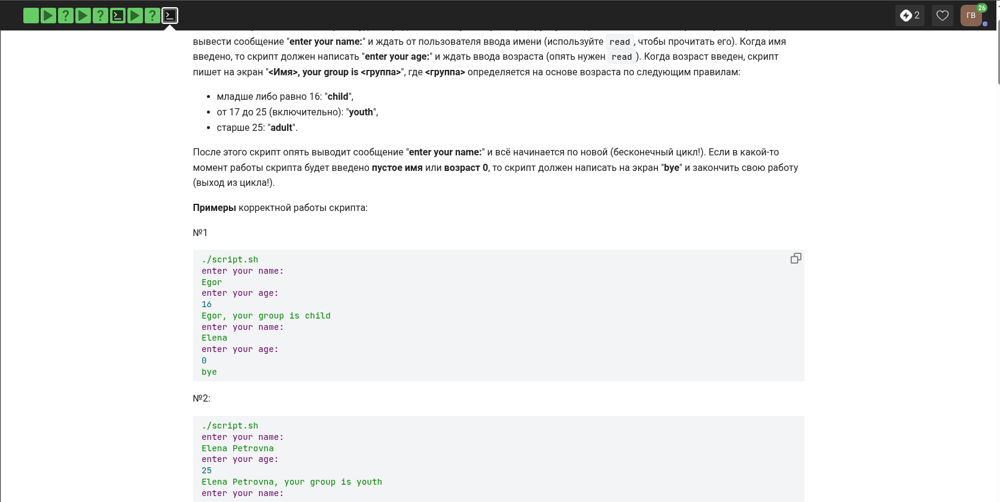 2
ГВ
26
вывести сообщение "enter your name:" и ждать от пользователя ввода имени (используйте read, чтобы прочитать его). Когда имя
введено, то скрипт должен написать "enter your age:" и ждать ввода возраста (опять нужен read). Когда возраст введен, скрипт
пишет на экран "<Имя>, your group is <группа>", где <группа> определяется на основе возраста по следующим правилам:
• младше либо равно 16: "child",
• от 17 до 25 (включительно): "youth",
• старше 25: "adult".
После этого скрипт опять выводит сообщение "enter your name:" и всё начинается по новой (бесконечный цикл!). Если в какой-то
момент работы скрипта будет введено пустое имя или возраст 0, то скрипт должен написать на экран "bye" и закончить свою работу
(выход из цикла!).
Примеры корректной работы скрипта:
№1
./script.sh
enter your name:
Egor
enter your age:
16
Egor, your group is child
enter your name:
Elena
enter your age:
0
bye
№2:
./script.sh
enter your name:
Elena Petrovna
enter your age:
25
Elena Petrovna, your group is youth
enter your name: